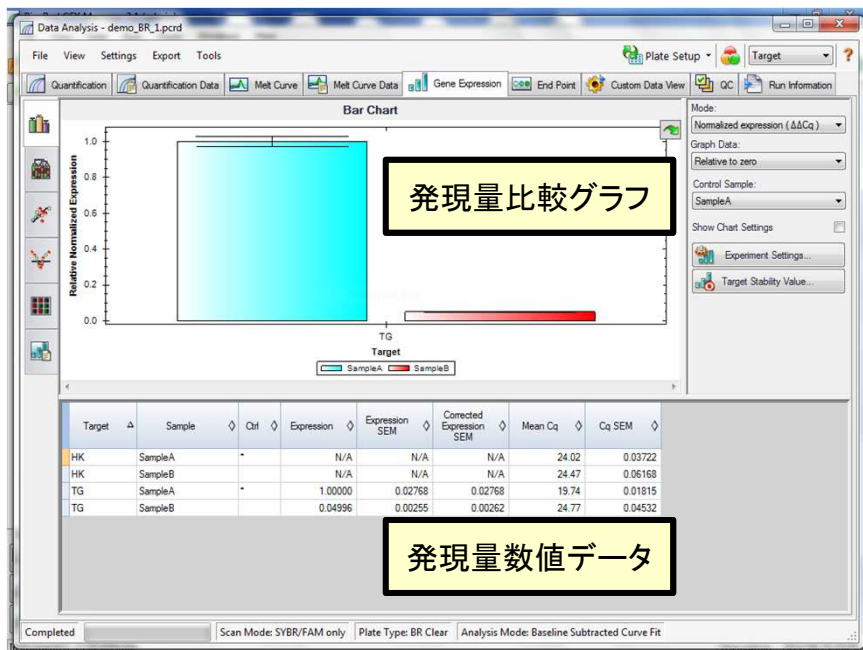 Data Analysis - demo_BR_1.pcrd
File View Settings Export Tools
Plate Setup
Target
?
Quantification
Quantification Data
Melt Curve
Melt Curve Data
Gene Expression
End Point
Custom Data View
QC
Run Information
Bar Chart
Relative Normalized Expression
1.0
0.8
0.6
0.4
0.2
0.0
TG
Target
SampleA SampleB
発現量比較グラフ
Mode:
Normalized expression (ΔΔCq)
Graph Data:
Relative to zero
Control Sample:
SampleA
Show Chart Settings
Experiment Settings...
Target Stability Value...
Target Sample Ctrl Expression Expression SEM Corrected Expression SEM Mean Cq Cq SEM
HK SampleA * N/A N/A N/A 24.02 0.03722
HK SampleB N/A N/A N/A 24.47 0.06168
TG SampleA * 1.00000 0.02768 0.02768 19.74 0.01815
TG SampleB 0.04996 0.00255 0.00262 24.77 0.04532
発現量数値データ
Completed
Scan Mode: SYBR/FAM only
Plate Type: BR Clear
Analysis Mode: Baseline Subtracted Curve Fit